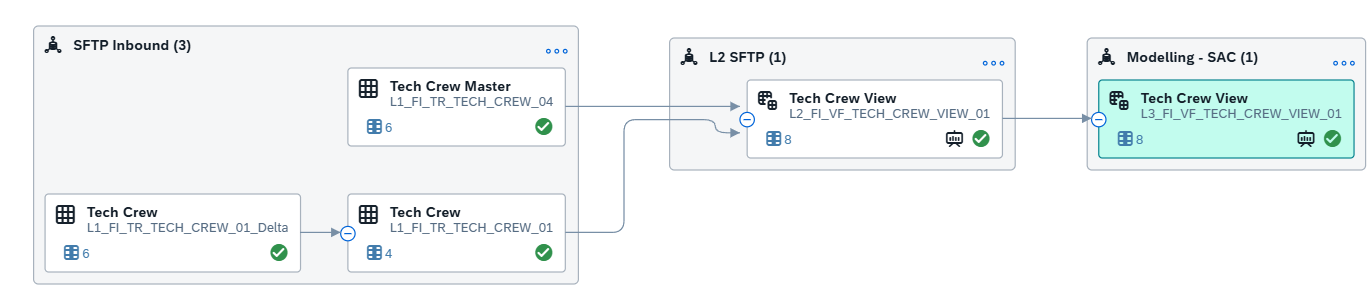 SFTP Inbound (3)
Tech Crew Master
L1_FI_TR_TECH_CREW_04
6
Tech Crew
L1_FI_TR_TECH_CREW_01_Delta
6
Tech Crew
L1_FI_TR_TECH_CREW_01
4
L2 SFTP (1)
Tech Crew View
L2_FI_VF_TECH_CREW_VIEW_01
8
Modelling - SAC (1)
Tech Crew View
L3_FI_VF_TECH_CREW_VIEW_01
8